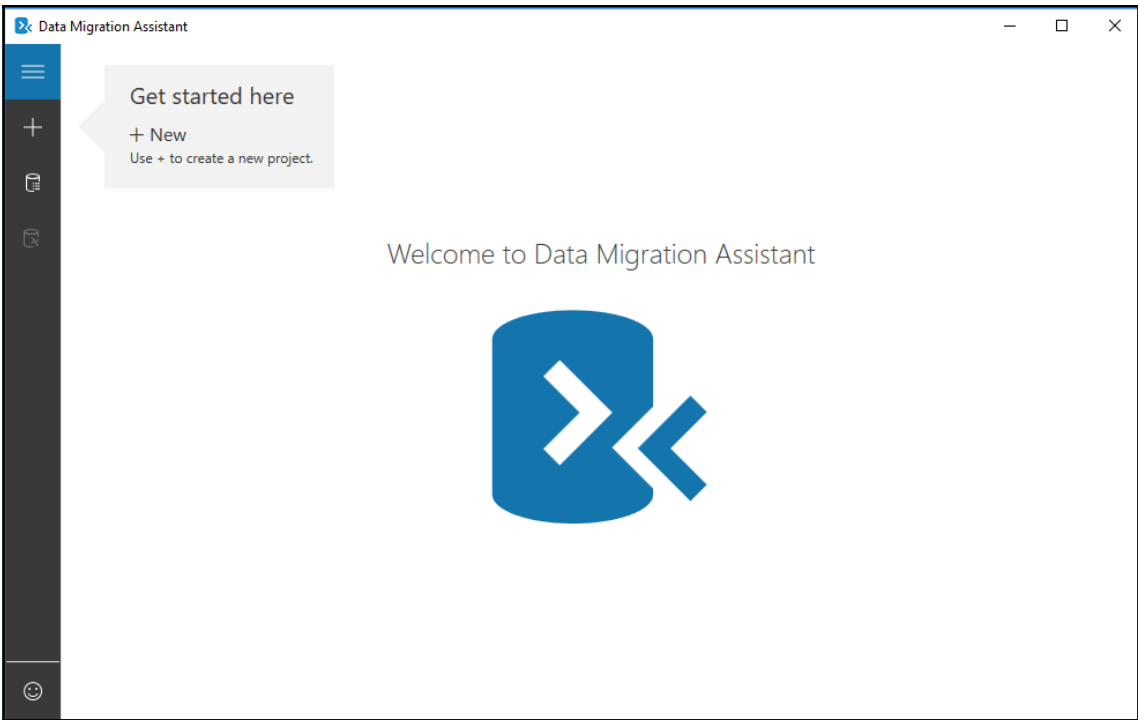 Data Migration Assistant
Get started here
+ New
Use + to create a new project.
Welcome to Data Migration Assistant